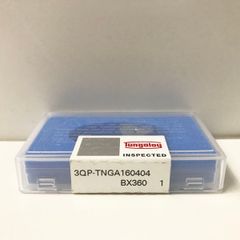 Tungaloy
INSPECTED
3QP-TNGA160404
BX360 1